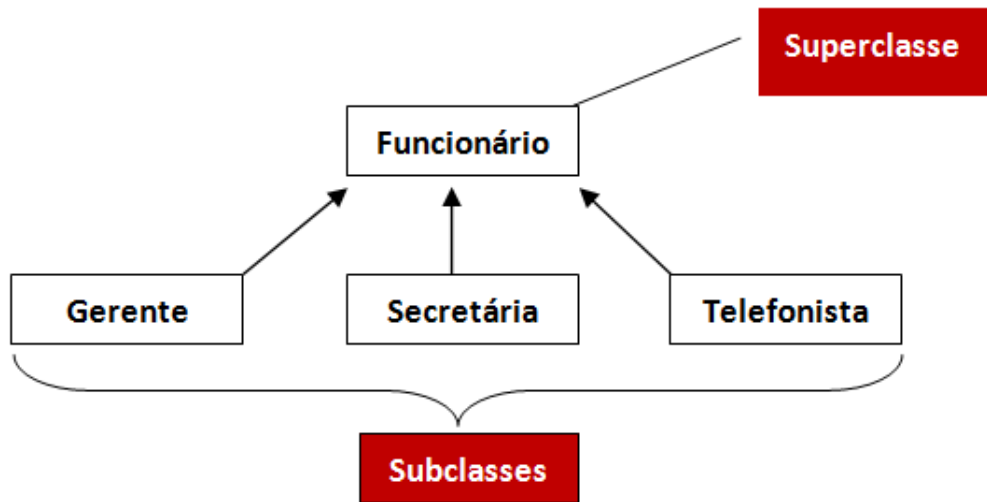 Superclasse
Funcionário
Gerente
Secretária
Telefonista
Subclasses